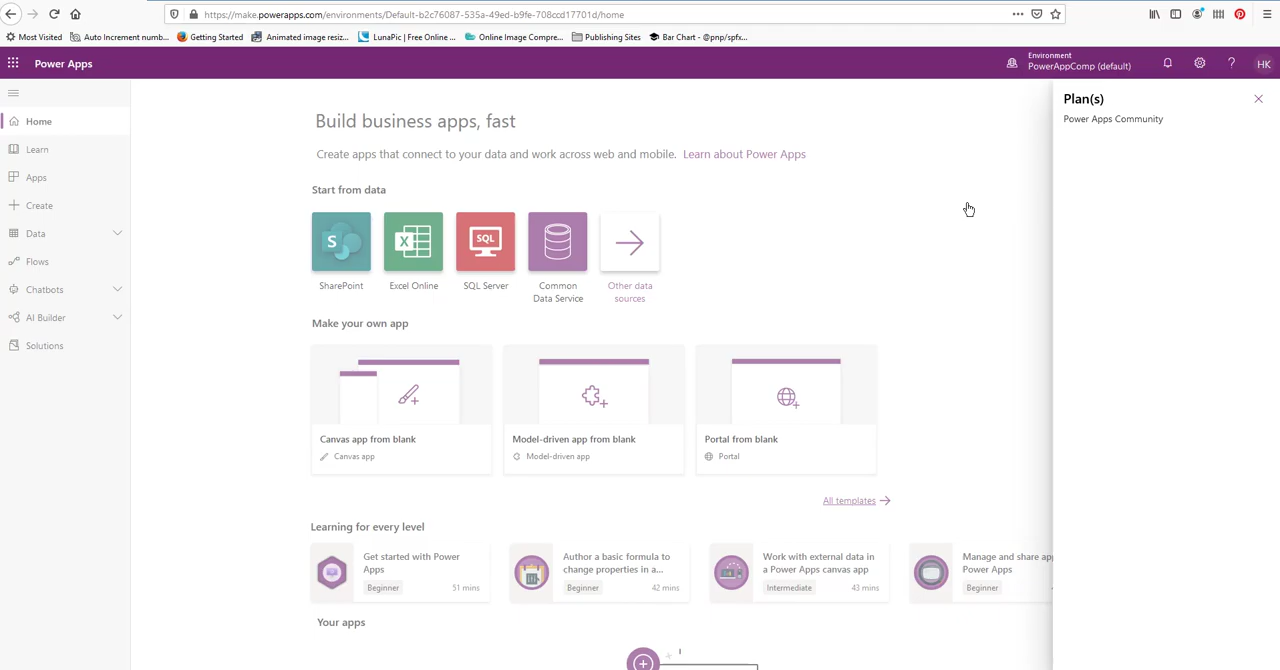 https://make.powerapps.com/environments/Default-b2c76087-535a-49ed-b9fe-708ccd17701d/home
Most Visited
Auto Increment numb...
Getting Started
Animated image resiz...
LunaPic | Free Online ...
Online Image Compre...
Publishing Sites
Bar Chart - @pnp/spfx...
Power Apps
Environment
PowerAppComp (default)
?
HK
Home
Learn
Apps
Create
Data
Flows
Chatbots
AI Builder
Solutions
Build business apps, fast
Create apps that connect to your data and work across web and mobile. Learn about Power Apps
Start from data
S
X
SQL
SharePoint
Excel Online
SQL Server
Common
Data Service
Other data
sources
Make your own app
Canvas app from blank
Canvas app
Model-driven app from blank
Model-driven app
Portal from blank
Portal
All templates
Learning for every level
Get started with Power
Apps
Beginner
51 mins
Author a basic formula to
change properties in a...
Beginner
42 mins
Work with external data in
a Power Apps canvas app
Intermediate
43 mins
Manage and share app
Power Apps
Beginner
Your apps
Plan(s)
Power Apps Community